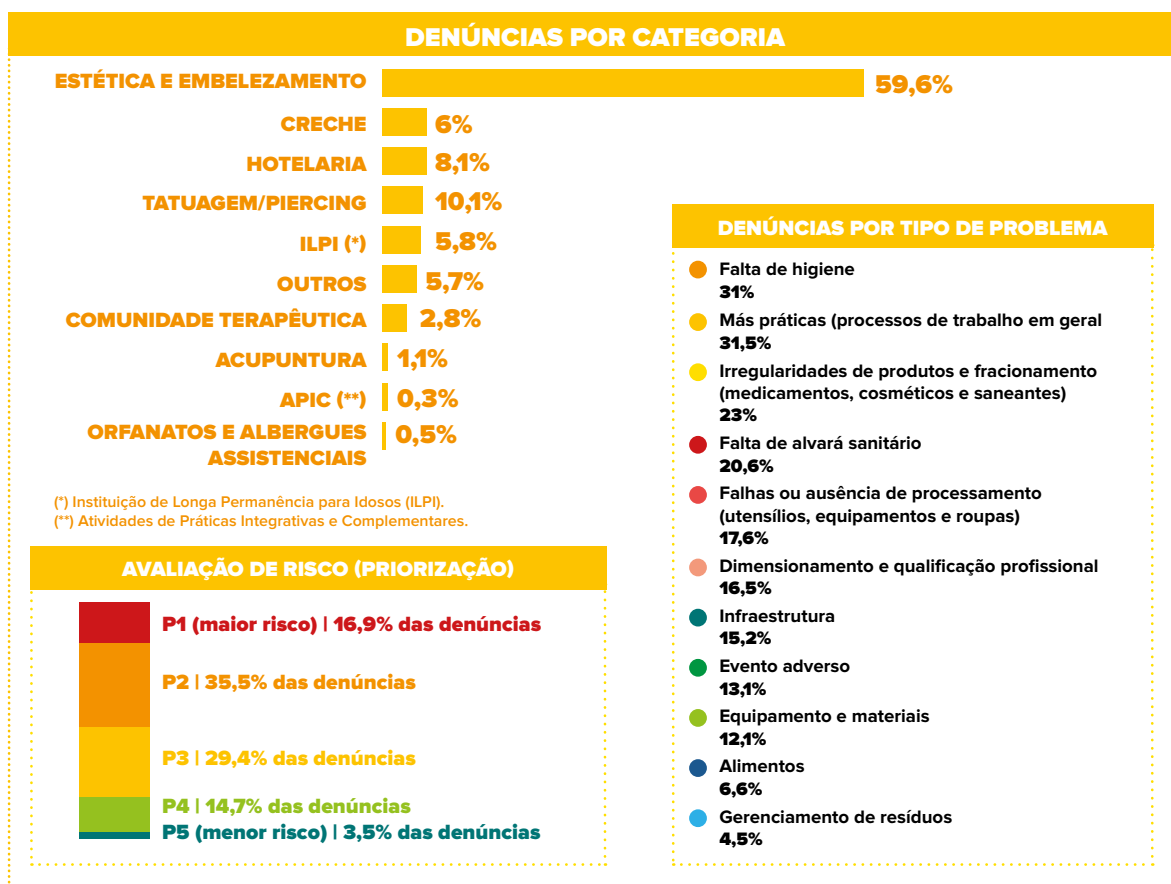 DENÚNCIAS POR CATEGORIA
ESTÉTICA E EMBELEZAMENTO 59,6%
CRECHE 6%
HOTELARIA 8,1%
TATUAGEM/PIERCING 10,1%
ILPI (*) 5,8%
OUTROS 5,7%
COMUNIDADE TERAPÊUTICA 2,8%
ACUPUNTURA 1,1%
APIC (**) 0,3%
ORFANATOS E ALBERGUES 0,5%
ASSISTENCIAIS
(*) Instituição de Longa Permanência para Idosos (ILPI).
(**) Atividades de Práticas Integrativas e Complementares.
AVALIAÇÃO DE RISCO (PRIORIZAÇÃO)
P1 (maior risco) | 16,9% das denúncias
P2 | 35,5% das denúncias
P3 | 29,4% das denúncias
P4 | 14,7% das denúncias
P5 (menor risco) | 3,5% das denúncias
DENÚNCIAS POR TIPO DE PROBLEMA
Falta de higiene
31%
Más práticas (processos de trabalho em geral
31,5%
Irregularidades de produtos e fracionamento
(medicamentos, cosméticos e saneantes)
23%
Falta de alvará sanitário
20,6%
Falhas ou ausência de processamento
(utensílios, equipamentos e roupas)
17,6%
Dimensionamento e qualificação profissional
16,5%
Infraestrutura
15,2%
Evento adverso
13,1%
Equipamento e materiais
12,1%
Alimentos
6,6%
Gerenciamento de resíduos
4,5%